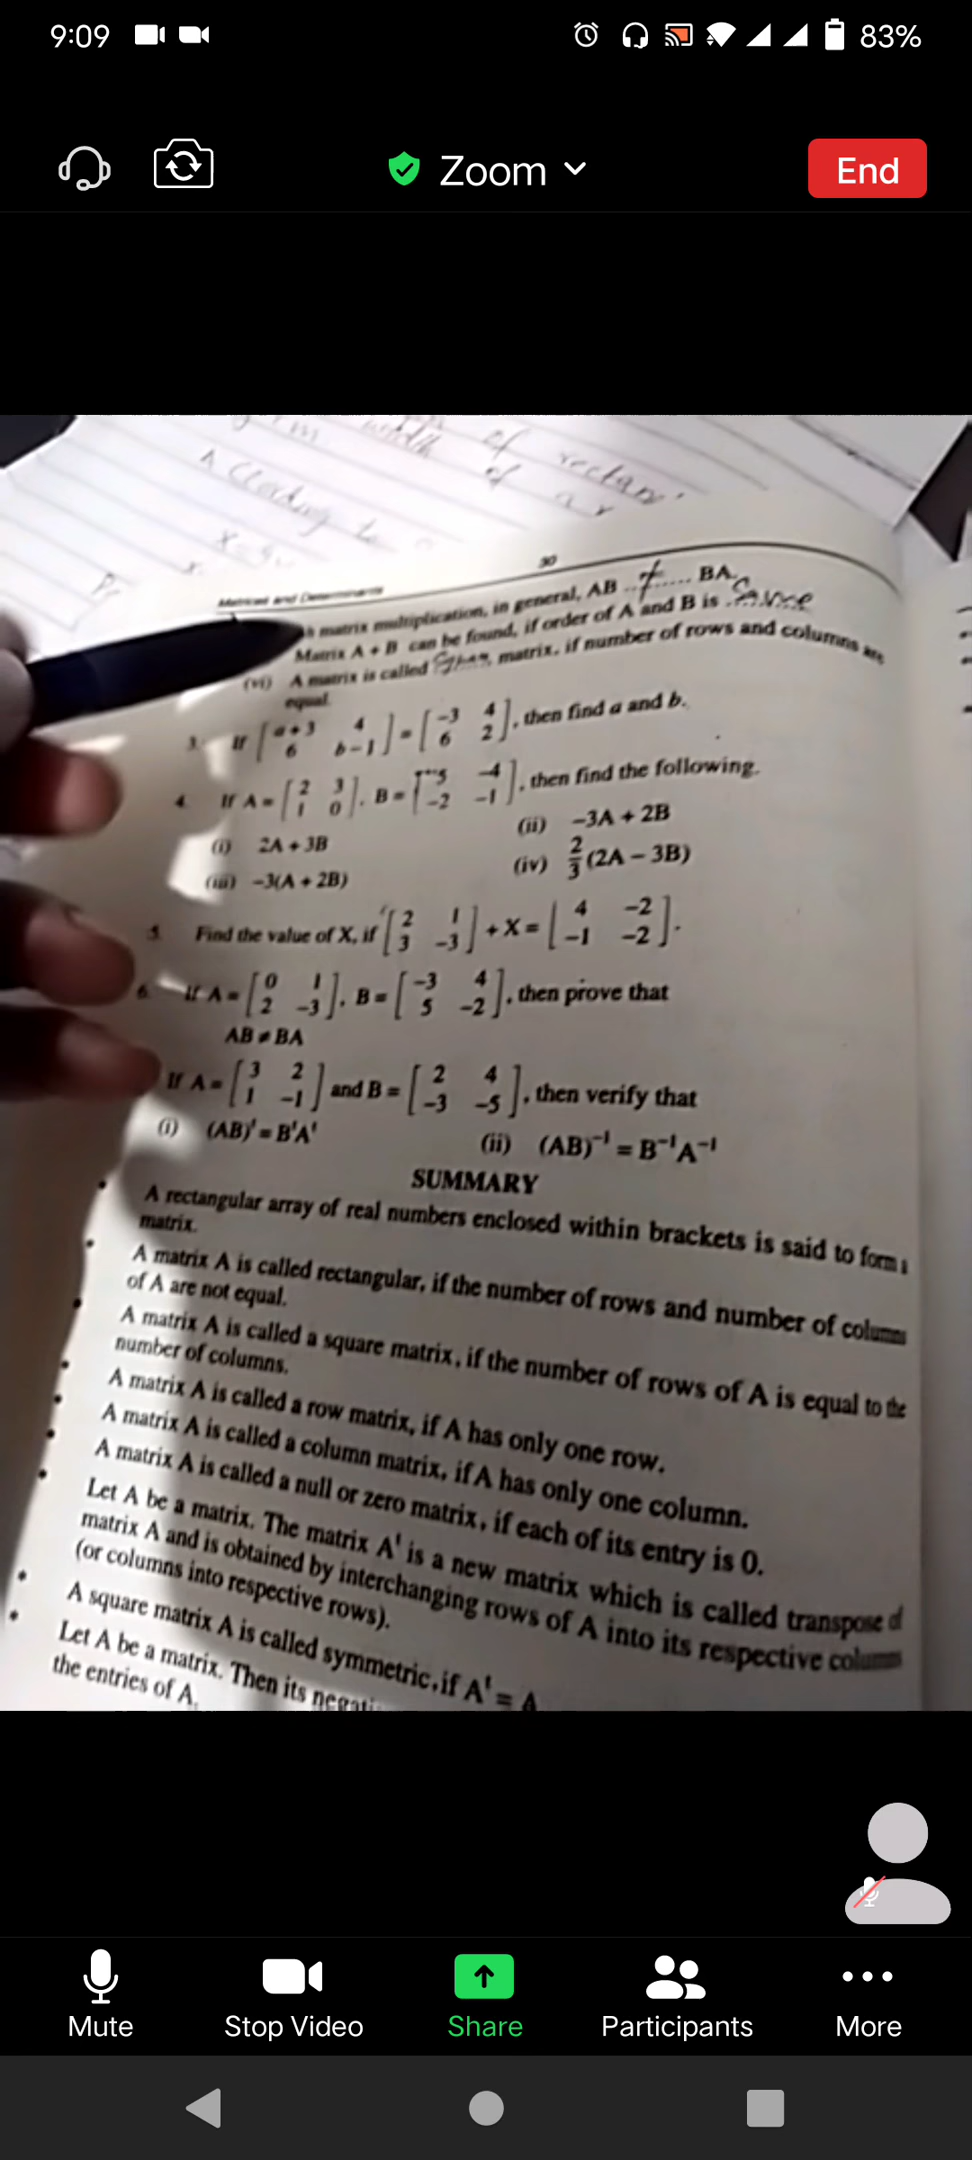 9:09 83%
Zoom End
of rectan
of
According to
30
Matrices and Determinants
matrix multiplication, in general, AB ..≠..... BA.
Matrix A + B can be found, if order of A and B is ..Same
(vi) A matrix is called matrix, if number of rows and columns are
equal.
3. If [a+3 4; 6 b−1] = [−3 4; 6 2], then find a and b.
4. If A = [2 3; 1 0], B = [5 −4; −2 −1], then find the following.
(i) 2A + 3B (ii) −3A + 2B
(iii) −3(A + 2B) (iv) 2/3 (2A − 3B)
5. Find the value of X, if [2 1; 3 −3] + X = [4 −2; −1 −2].
6. If A = [0 1; 2 −3], B = [−3 4; 5 −2], then prove that
AB ≠ BA
If A = [3 2; 1 −1] and B = [2 4; −3 −5], then verify that
(i) (AB)ᵗ = BᵗAᵗ (ii) (AB)⁻¹ = B⁻¹A⁻¹
SUMMARY
• A rectangular array of real numbers enclosed within brackets is said to form a
matrix.
• A matrix A is called rectangular, if the number of rows and number of columns
of A are not equal.
• A matrix A is called a square matrix, if the number of rows of A is equal to the
number of columns.
• A matrix A is called a row matrix, if A has only one row.
• A matrix A is called a column matrix, if A has only one column.
• A matrix A is called a null or zero matrix, if each of its entry is 0.
• Let A be a matrix. The matrix Aᵗ is a new matrix which is called transpose of
matrix A and is obtained by interchanging rows of A into its respective columns
(or columns into respective rows).
• A square matrix A is called symmetric, if Aᵗ = A
• Let A be a matrix. Then its negati
the entries of A.
Mute Stop Video Share Participants More